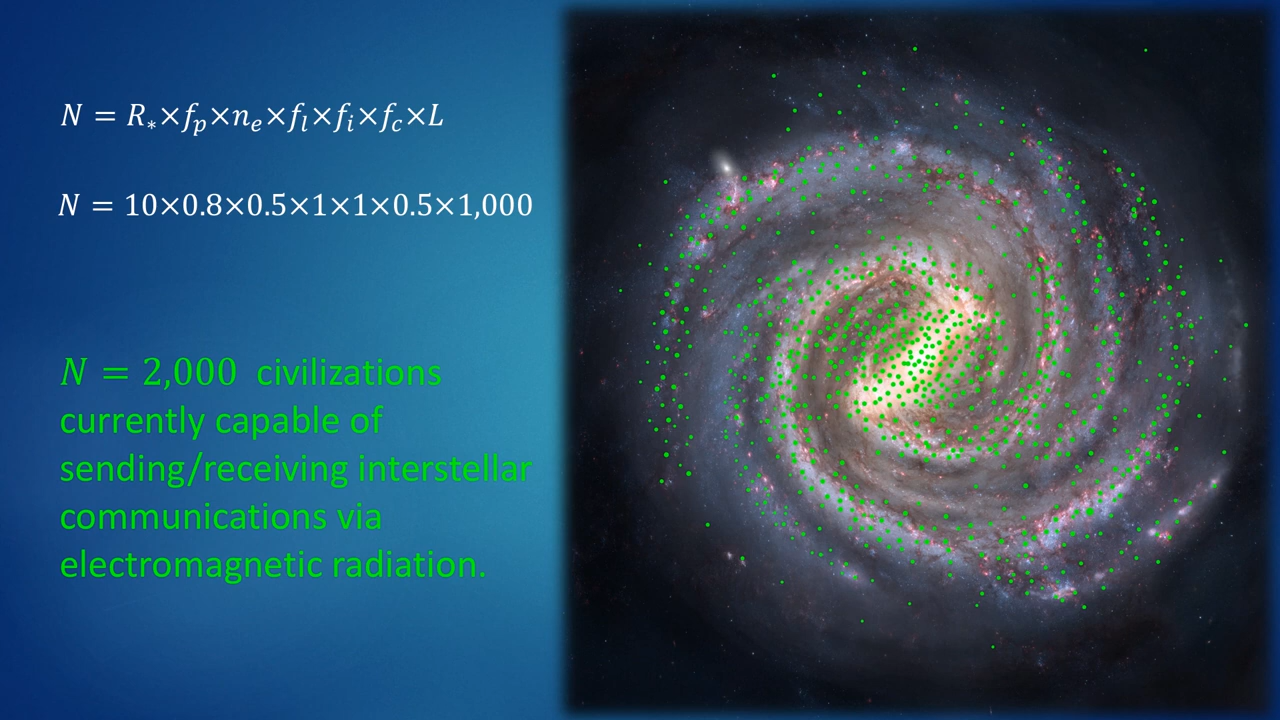 N = R∗×fₚ×nₑ×fₗ×fᵢ×f꜀×L
N = 10×0.8×0.5×1×1×0.5×1,000
N = 2,000 civilizations
currently capable of
sending/receiving interstellar
communications via
electromagnetic radiation.